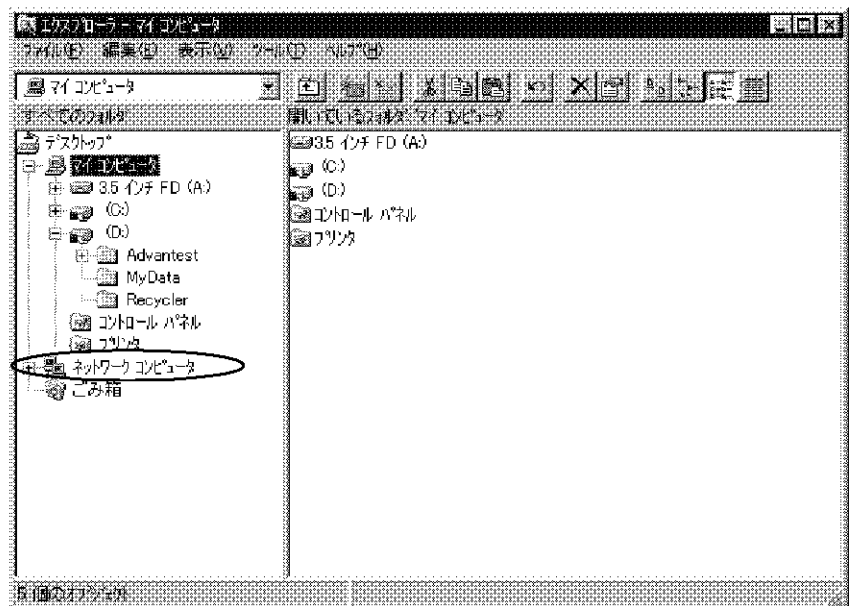 エクスプローラ - マイ コンピュータ
ファイル(F) 編集(E) 表示(V) ツール(T) ヘルプ(H)
マイ コンピュータ
すべてのフォルダ
開いているフォルダ: マイ コンピュータ
デスクトップ
マイ コンピュータ
3.5 インチ FD (A:)
(C:)
(D:)
Advantest
MyData
Recycler
コントロール パネル
プリンタ
ネットワーク コンピュータ
ごみ箱
3.5 インチ FD (A:)
(C:)
(D:)
コントロール パネル
プリンタ
5 個のオブジェクト